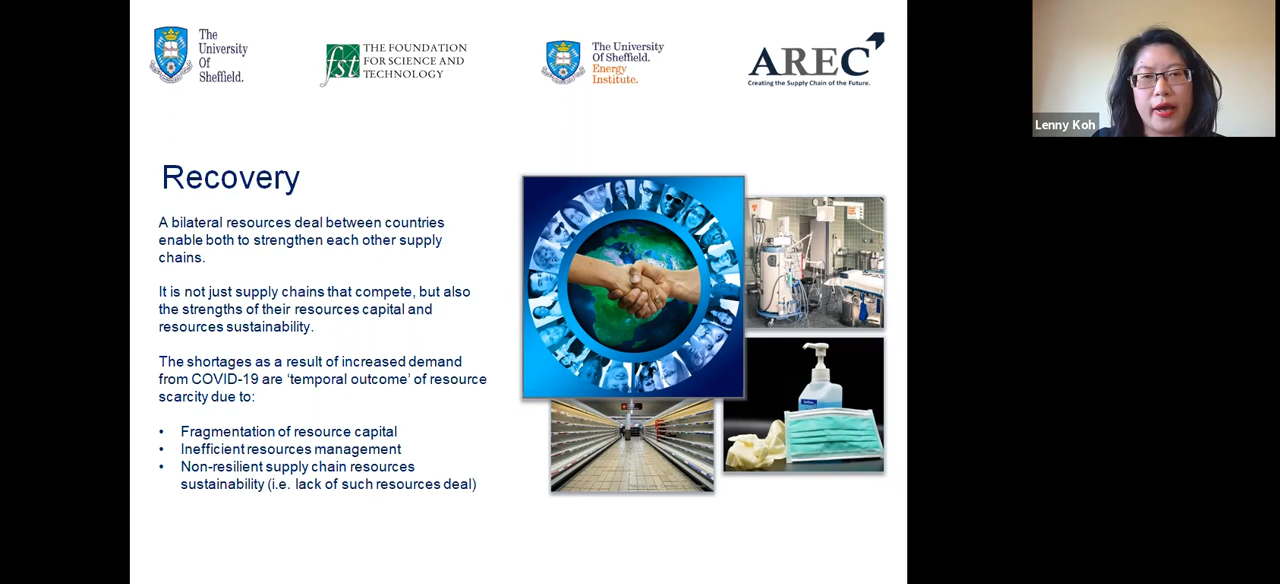 The
University
Of
Sheffield.
fst
THE FOUNDATION
FOR SCIENCE AND
TECHNOLOGY
The University
Of Sheffield.
Energy
Institute.
AREC
Creating the Supply Chain of the Future.
Lenny Koh
Recovery
A bilateral resources deal between countries
enable both to strengthen each other supply
chains.
It is not just supply chains that compete, but also
the strengths of their resources capital and
resources sustainability.
The shortages as a result of increased demand
from COVID-19 are ‘temporal outcome’ of resource
scarcity due to:
• Fragmentation of resource capital
• Inefficient resources management
• Non-resilient supply chain resources
sustainability (i.e. lack of such resources deal)